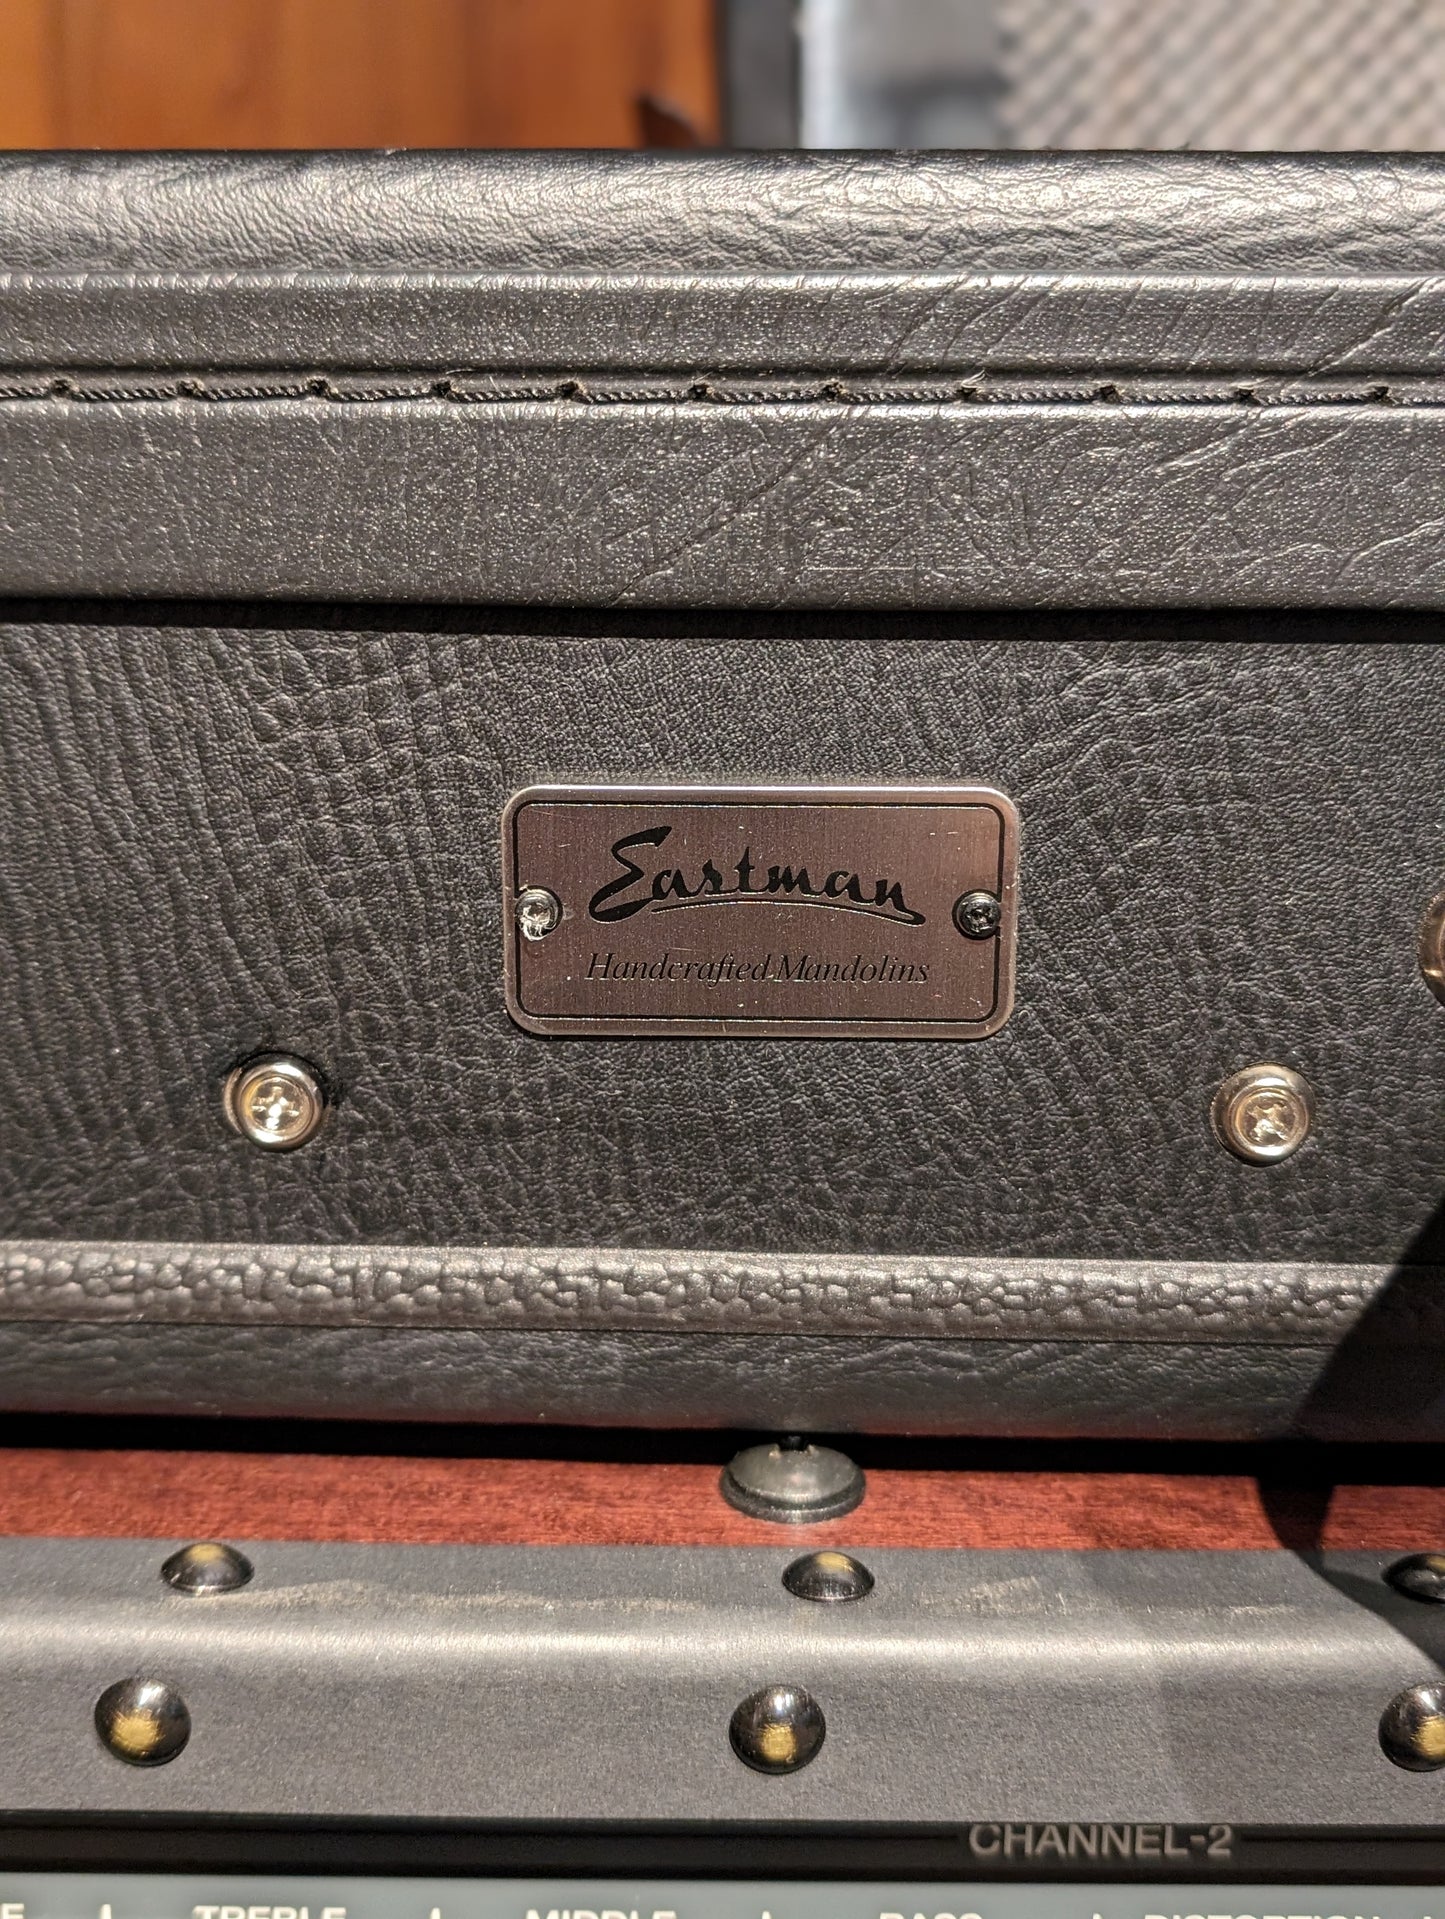 Eastman
Handcrafted Mandolins
CHANNEL-2
TREBLE MIDDLE BASS DISTORTION